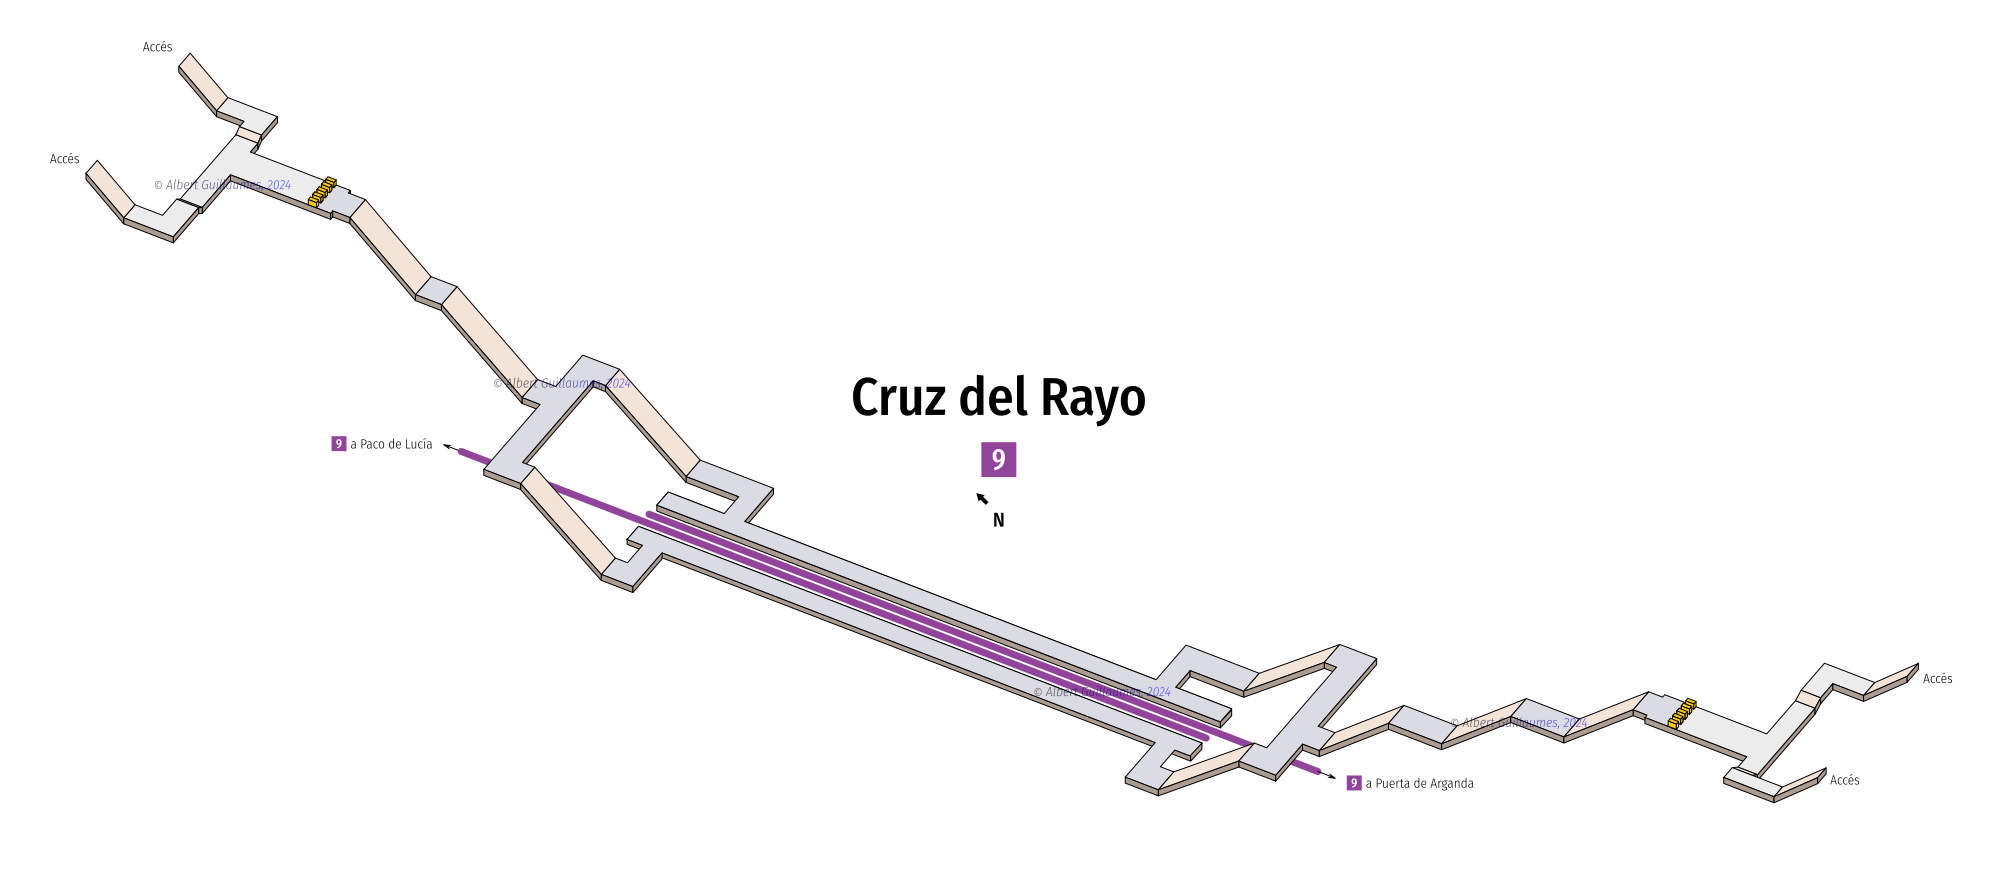 Accés
Accés
© Albert Guillaumes, 2024
© Albert Guillaumes, 2024
Cruz del Rayo
9
9 a Paco de Lucía
N
© Albert Guillaumes, 2024
© Albert Guillaumes, 2024
Accés
9 a Puerta de Arganda
Accés